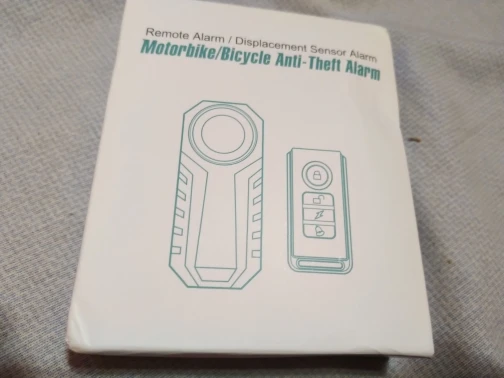 Remote Alarm / Displacement Sensor Alarm
Motorbike/Bicycle Anti-Theft Alarm